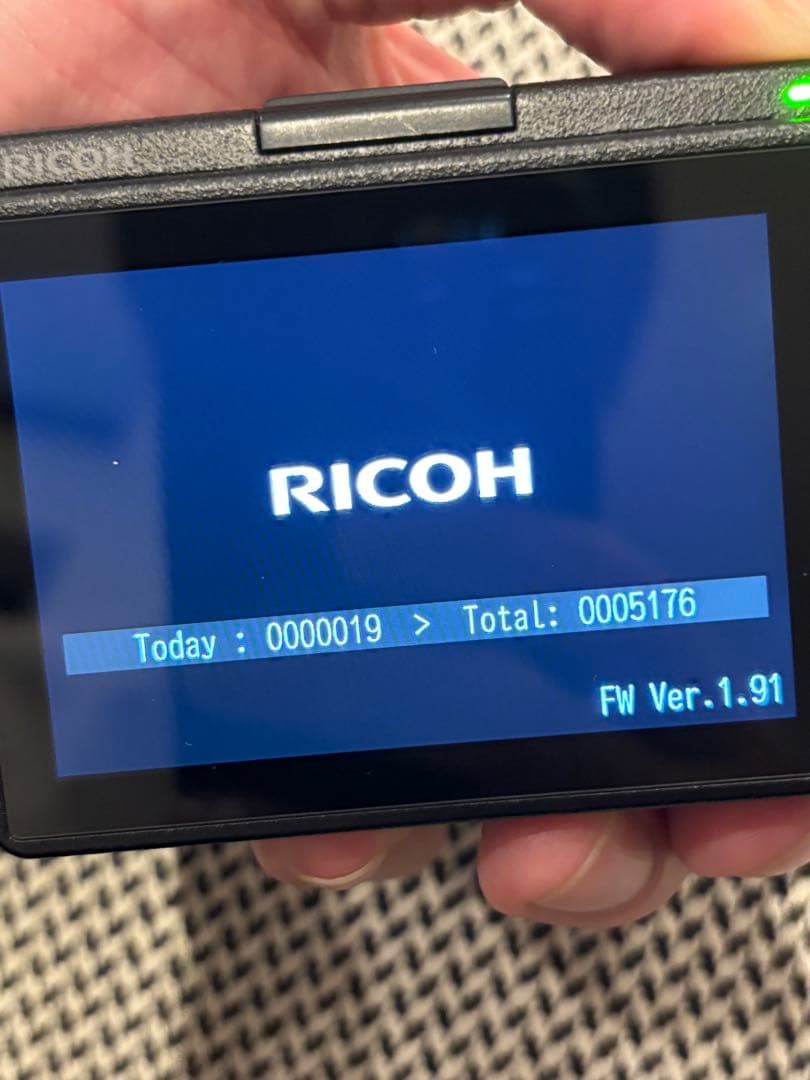 RICOH
RICOH
Today : 0000019 > Total: 0005176
FW Ver.1.91